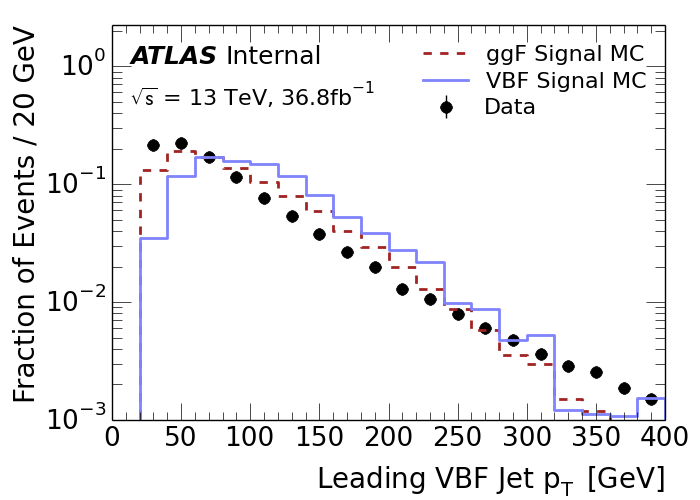 ATLAS Internal
√s = 13 TeV, 36.8fb⁻¹
ggF Signal MC
VBF Signal MC
Data
Fraction of Events / 20 GeV
10⁰
10⁻¹
10⁻²
10⁻³
0 50 100 150 200 250 300 350 400
Leading VBF Jet p_T [GeV]